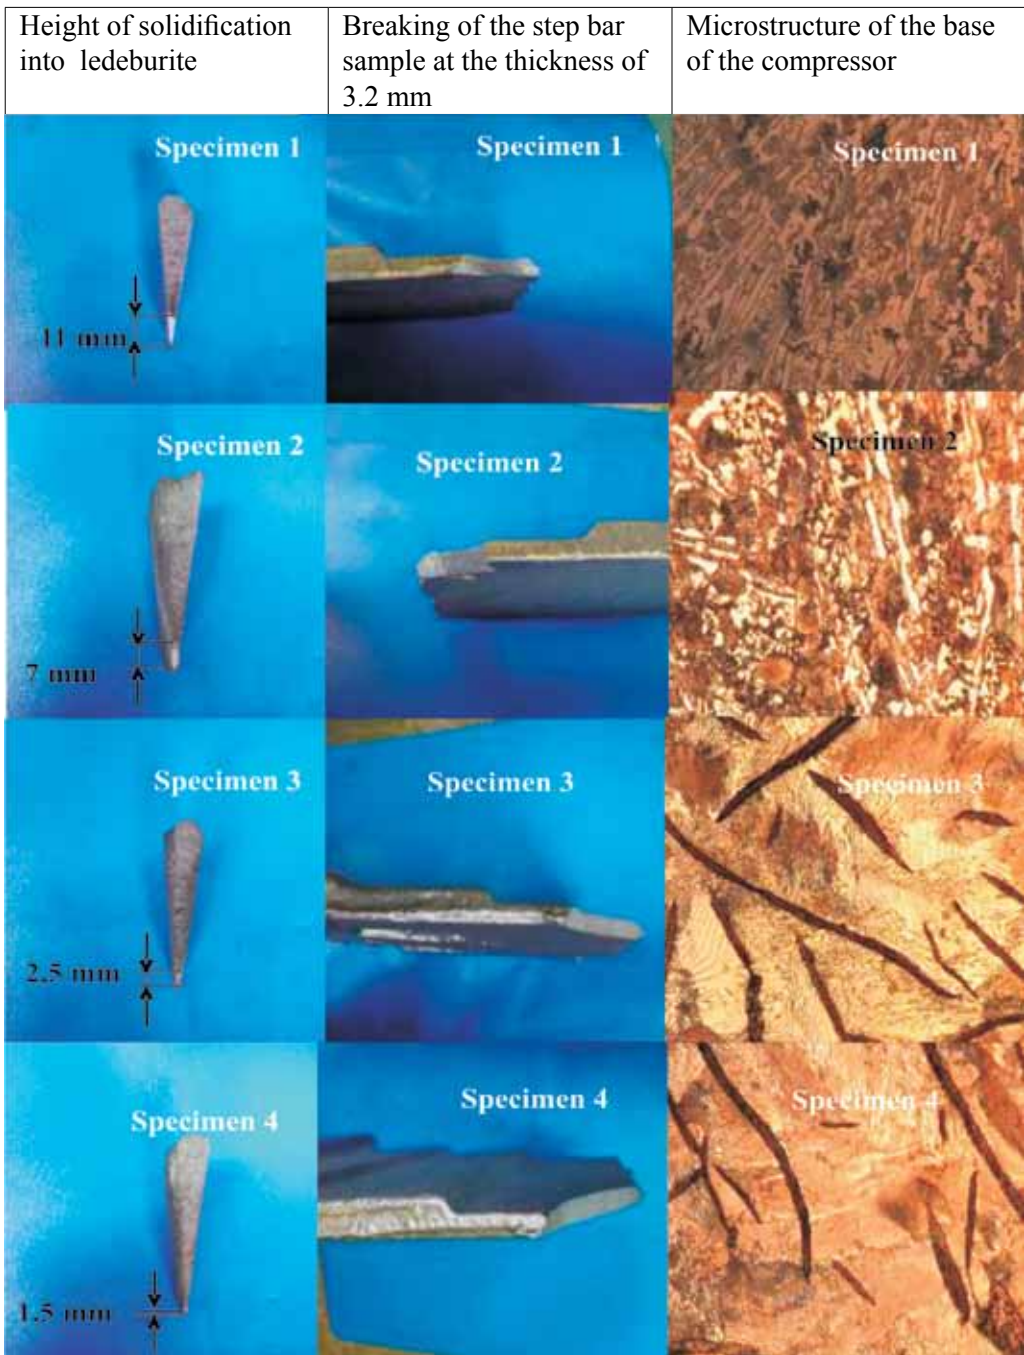 Height of solidification
into ledeburite
Breaking of the step bar
sample at the thickness of
3.2 mm
Microstructure of the base
of the compressor
Specimen 1
11 mm
Specimen 1
Specimen 1
Specimen 2
7 mm
Specimen 2
Specimen 2
Specimen 3
2.5 mm
Specimen 3
Specimen 3
Specimen 4
1.5 mm
Specimen 4
Specimen 4